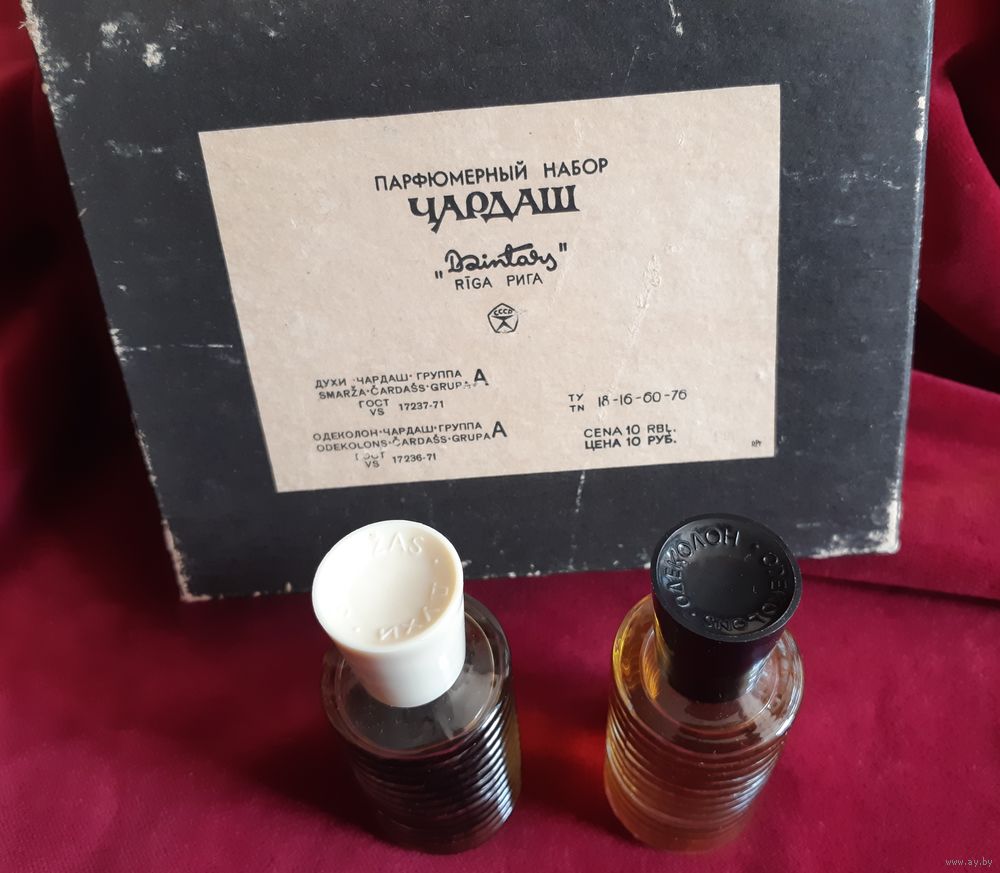 ПАРФЮМЕРНЫЙ НАБОР
ЧАРДАШ
"Dzintars"
RĪGA РИГА
СССР
ДУХИ ·ЧАРДАШ· ГРУППА А
SMARŽA·ČARDAŠS·GRUPA
ГОСТ
VS 17237-71
ОДЕКОЛОН·ЧАРДАШ·ГРУППА А
ODEKOLONS·ČARDAŠS·GRUPA
ГОСТ
VS 17236-71
ТУ
TN 18-16-60-76
CENA 10 RBL.
ЦЕНА 10 РУБ.
ОДЕКОЛОН · ODEKOLONS ·
www.ay.by